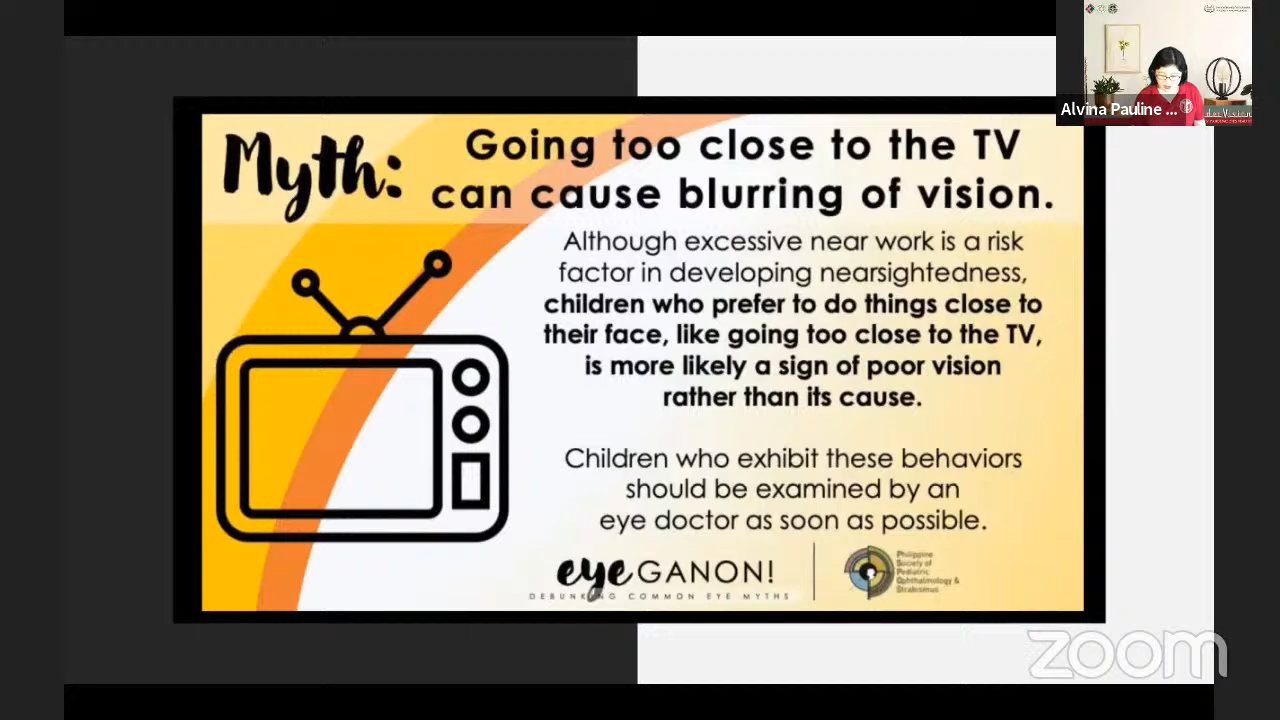 Myth:
Going too close to the TV
can cause blurring of vision.
Although excessive near work is a risk
factor in developing nearsightedness,
children who prefer to do things close to
their face, like going too close to the TV,
is more likely a sign of poor vision
rather than its cause.
Children who exhibit these behaviors
should be examined by an
eye doctor as soon as possible.
eyeGANON!
DEBUNKING COMMON EYE MYTHS
Philippine
Society of
Pediatric
Ophthalmology &
Strabismus
Alvina Pauline ...
zoom